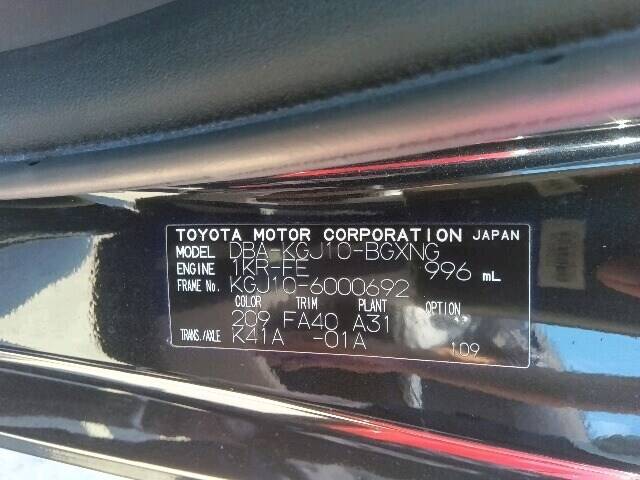 TOYOTA MOTOR CORPORATION JAPAN
MODEL DBA-KGJ10-BGXNG
ENGINE 1KR-FE 996 mL
FRAME No. KGJ10-6000692
COLOR TRIM PLANT OPTION
209 FA40 A31
TRANS./AXLE K41A -01A
109